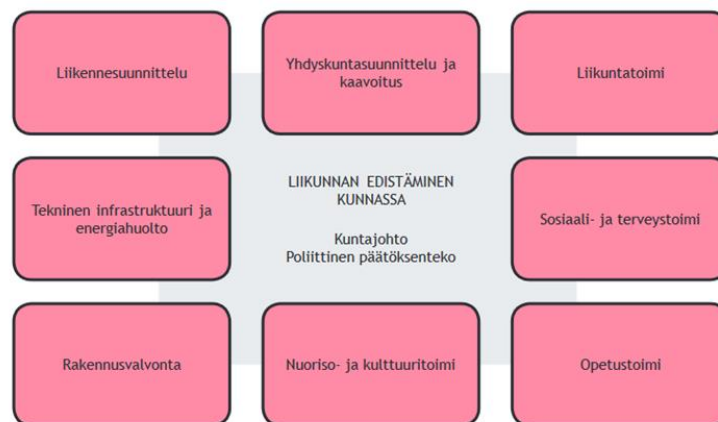 Liikennesuunnittelu
Yhdyskuntasuunnittelu ja
kaavoitus
Liikuntatoimi
Tekninen infrastruktuuri ja
energiahuolto
LIIKUNNAN EDISTÄMINEN
KUNNASSA
Kuntajohto
Poliittinen päätöksenteko
Sosiaali- ja terveystoimi
Rakennusvalvonta
Nuoriso- ja kulttuuritoimi
Opetustoimi